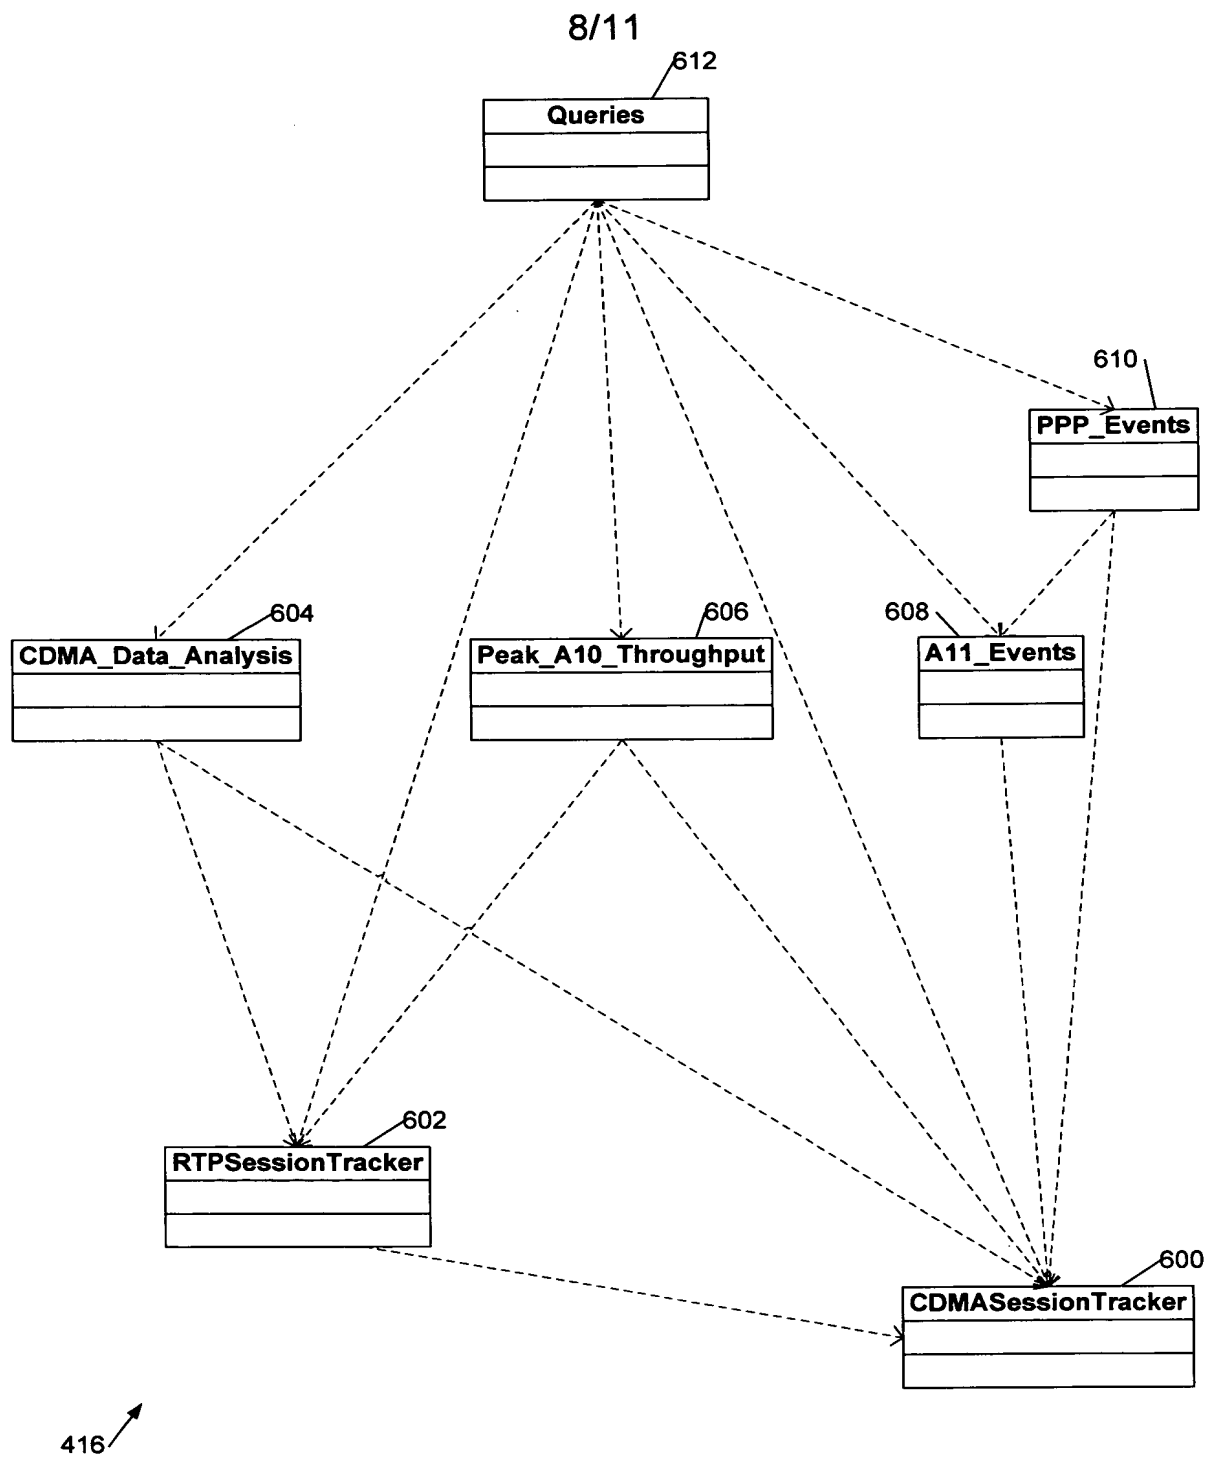 8/11
612
Queries
610
PPP_Events
604
606
608
CDMA_Data_Analysis
Peak_A10_Throughput
A11_Events
602
RTPSessionTracker
600
CDMASessionTracker
416